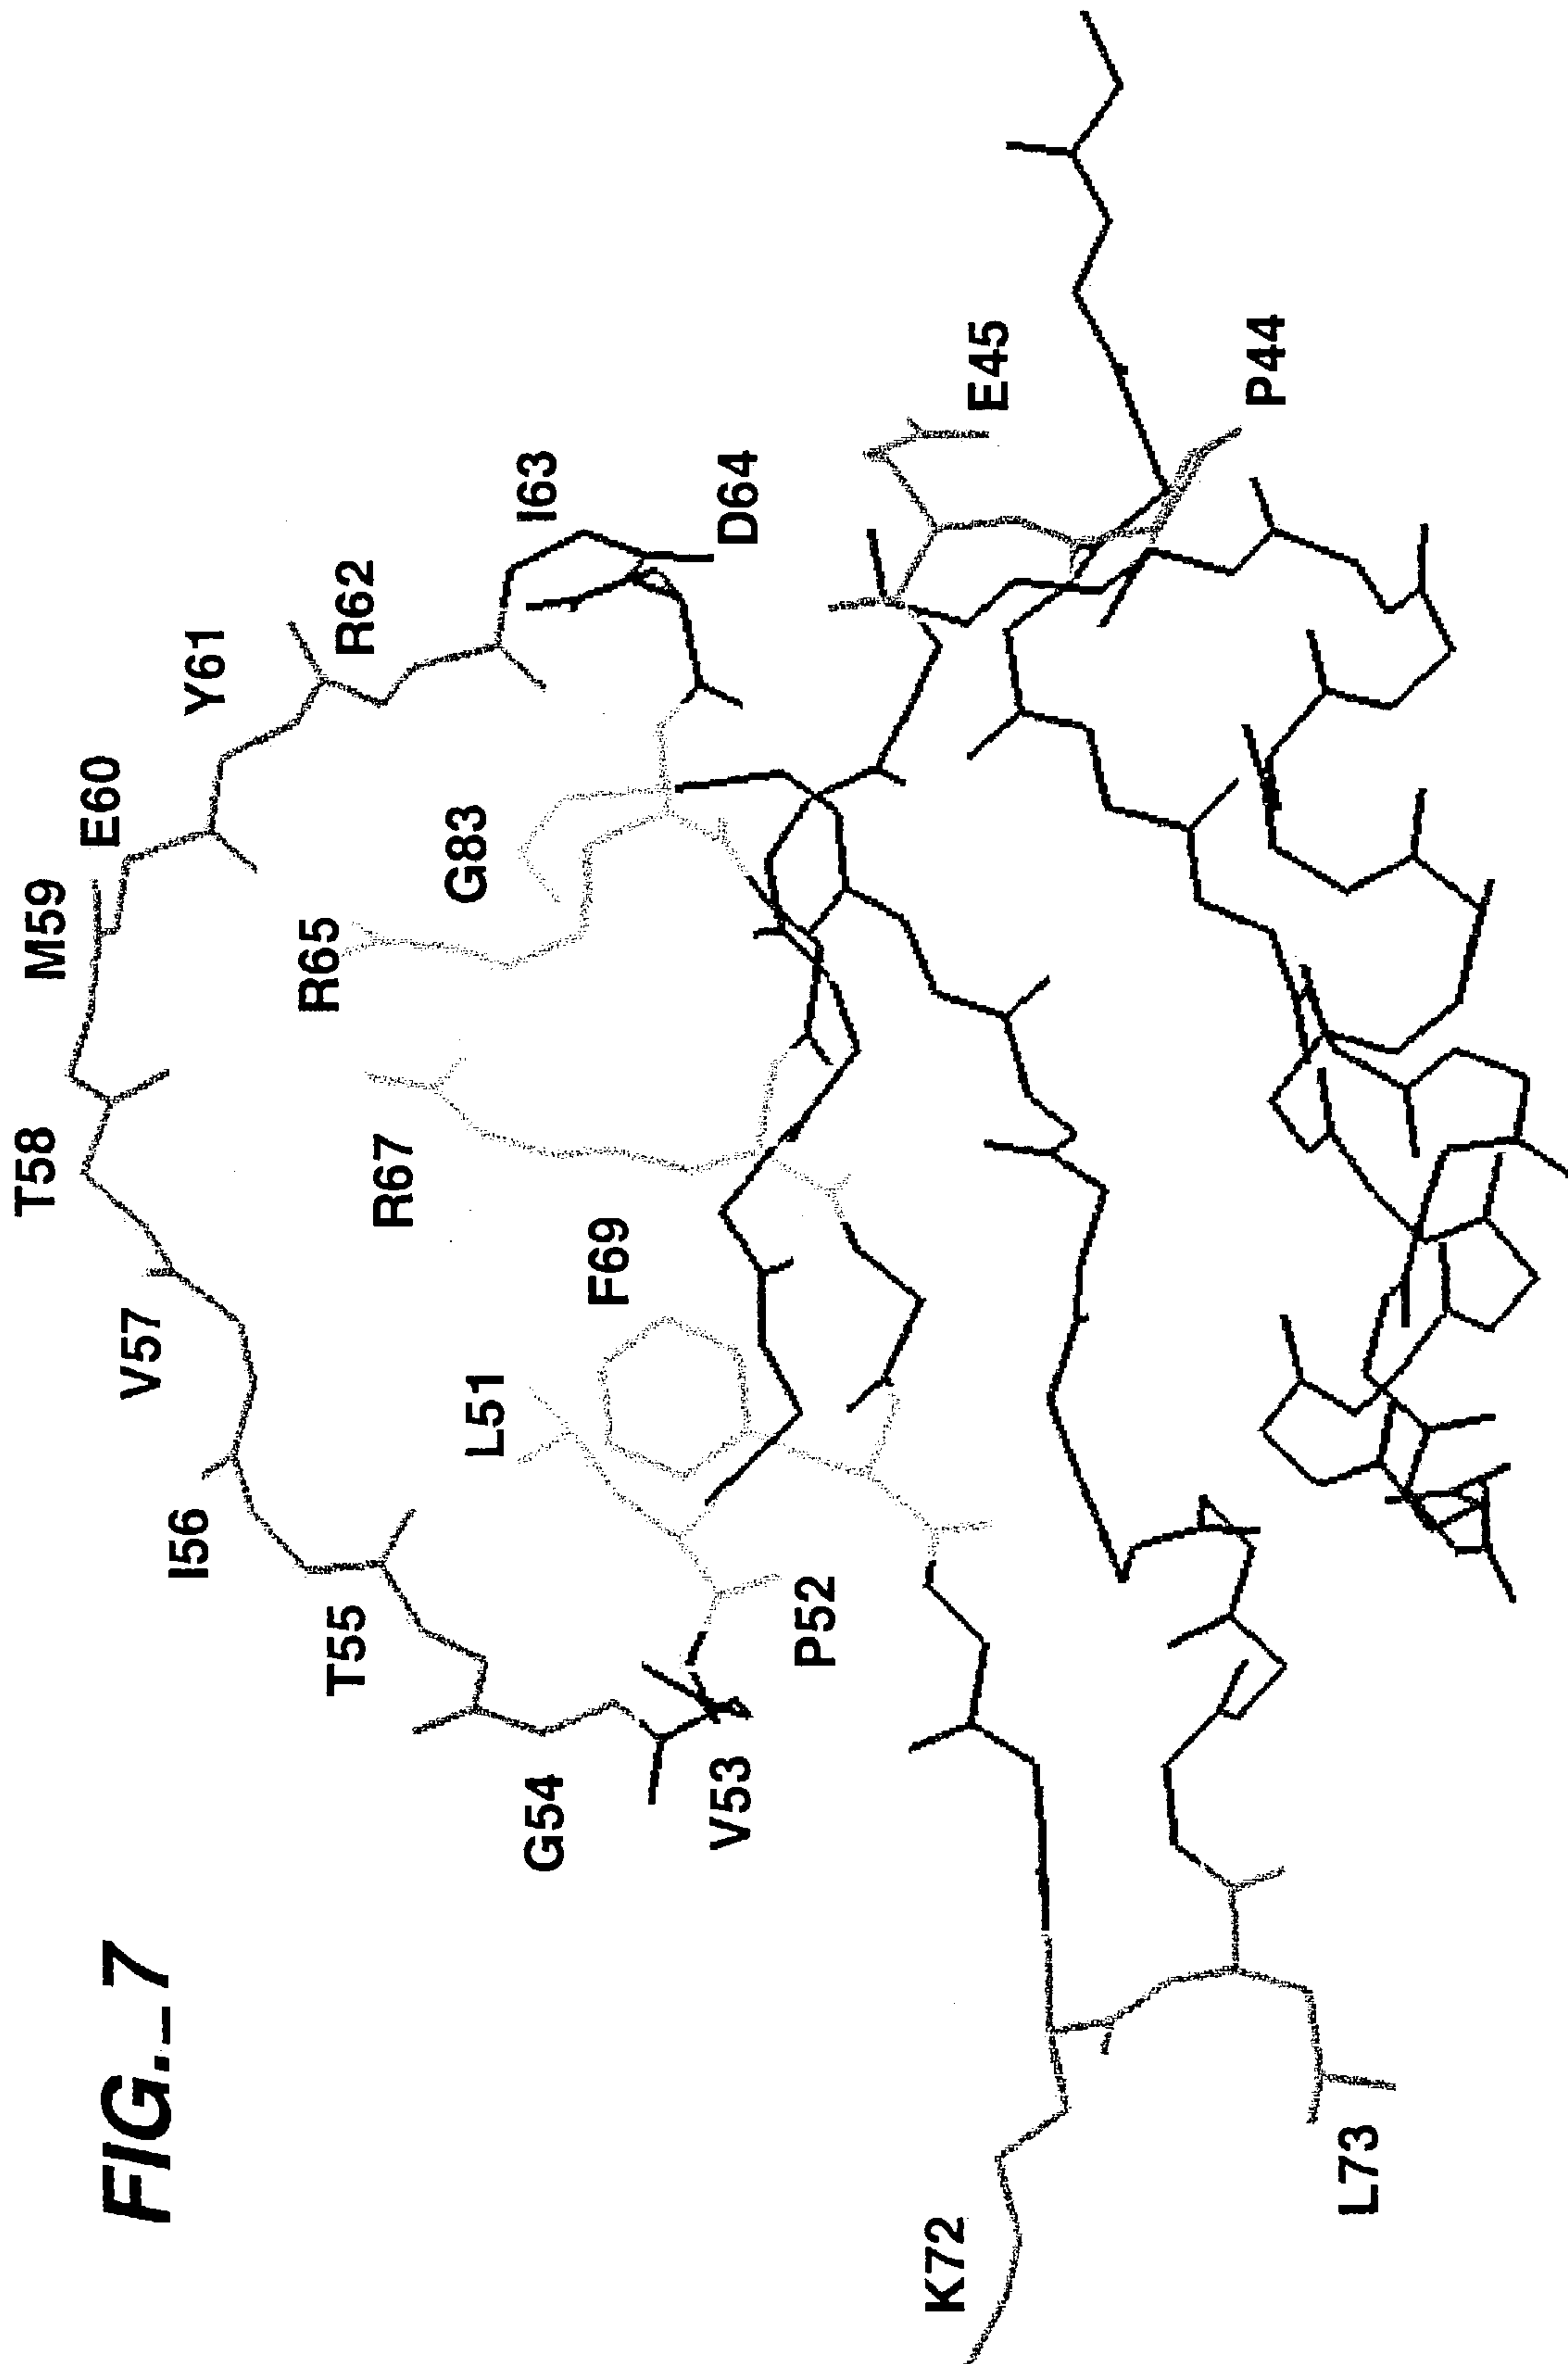 FIG._7
T58
M59
V57
E60
I56
Y61
T55
R67
R65
R62
G54
L51
F69
G83
I63
V53
P52
D64
K72
E45
L73
P44